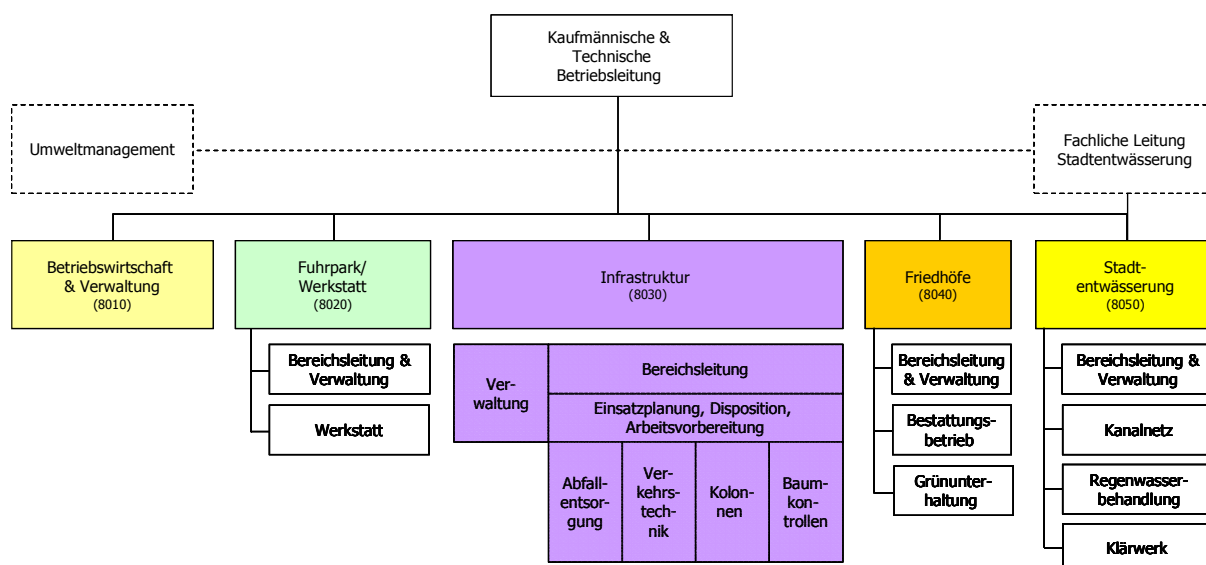 Kaufmännische &
Technische
Betriebsleitung
Umweltmanagement
Fachliche Leitung
Stadtentwässerung
Betriebswirtschaft
& Verwaltung
(8010)
Fuhrpark/
Werkstatt
(8020)
Infrastruktur
(8030)
Friedhöfe
(8040)
Stadt-
entwässerung
(8050)
Bereichsleitung &
Verwaltung
Werkstatt
Ver-
waltung
Bereichsleitung
Einsatzplanung, Disposition,
Arbeitsvorbereitung
Abfall-
entsor-
gung
Ver-
kehrs-
tech-
nik
Kolon-
nen
Baum-
kon-
trollen
Bereichsleitung
& Verwaltung
Bestattungs-
betrieb
Grünunter-
haltung
Bereichsleitung &
Verwaltung
Kanalnetz
Regenwasser-
behandlung
Klärwerk